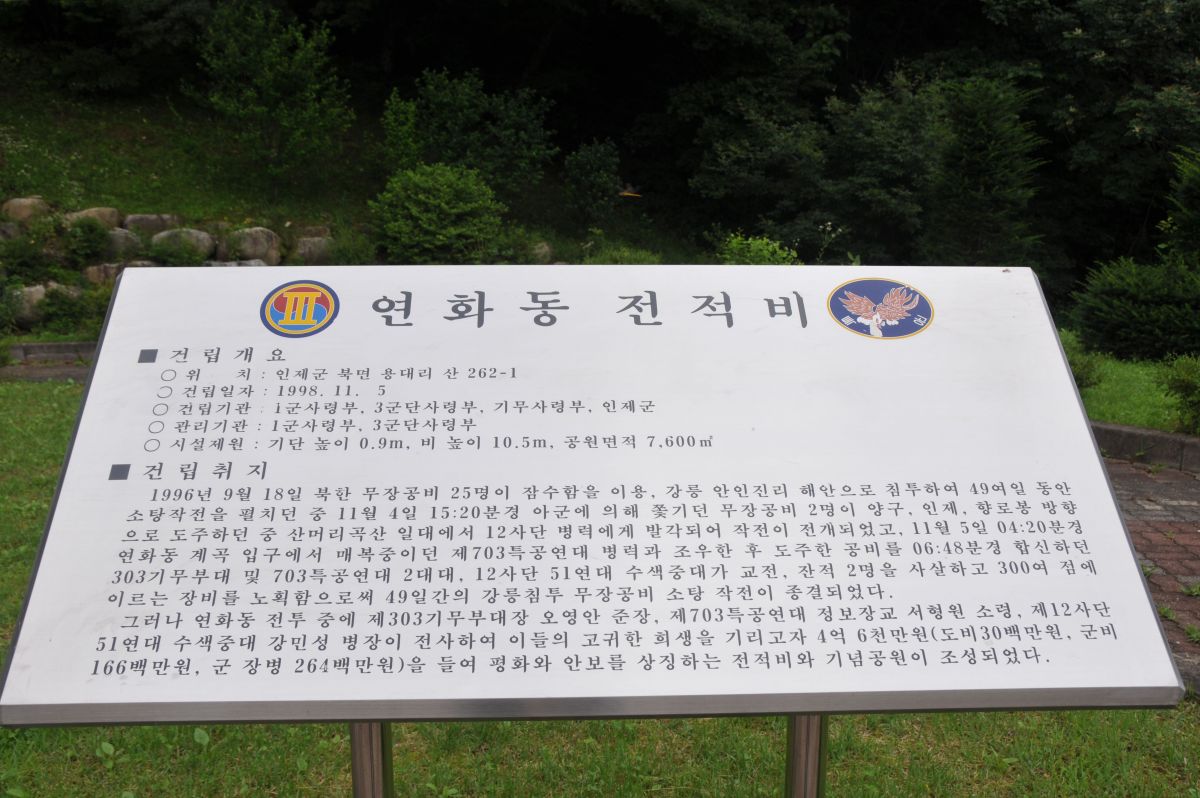 연화동 전적비
특공
■ 건립개요
○ 위 치 : 인제군 북면 용대리 산 262-1
○ 건립일자 : 1998. 11. 5
○ 건립기관 : 1군사령부, 3군단사령부, 기무사령부, 인제군
○ 관리기관 : 1군사령부, 3군단사령부
○ 시설제원 : 기단 높이 0.9m, 비 높이 10.5m, 공원면적 7,600㎡
■ 건립취지
1996년 9월 18일 북한 무장공비 25명이 잠수함을 이용, 강릉 안인진리 해안으로 침투하여 49여일 동안
소탕작전을 펼치던 중 11월 4일 15:20분경 아군에 의해 쫓기던 무장공비 2명이 양구, 인제, 향로봉 방향
으로 도주하던 중 산머리곡산 일대에서 12사단 병력에게 발각되어 작전이 전개되었고, 11월 5일 04:20분경
연화동 계곡 입구에서 매복중이던 제703특공연대 병력과 조우한 후 도주한 공비를 06:48분경 합신하던
303기무부대 및 703특공연대 2대대, 12사단 51연대 수색중대가 교전, 잔적 2명을 사살하고 300여 점에
이르는 장비를 노획함으로써 49일간의 강릉침투 무장공비 소탕 작전이 종결되었다.
그러나 연화동 전투 중에 제303기무부대장 오영안 준장, 제703특공연대 정보장교 서형원 소령, 제12사단
51연대 수색중대 강민성 병장이 전사하여 이들의 고귀한 희생을 기리고자 4억 6천만원(도비30백만원, 군비
166백만원, 군 장병 264백만원)을 들여 평화와 안보를 상징하는 전적비와 기념공원이 조성되었다.